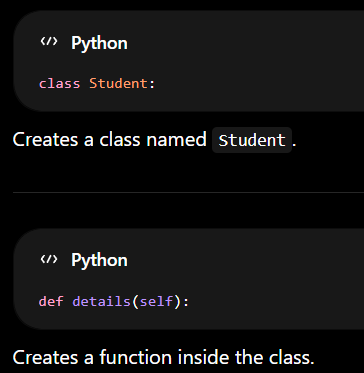 Python
class Student:
Creates a class named Student.
Python
def details(self):
Creates a function inside the class.